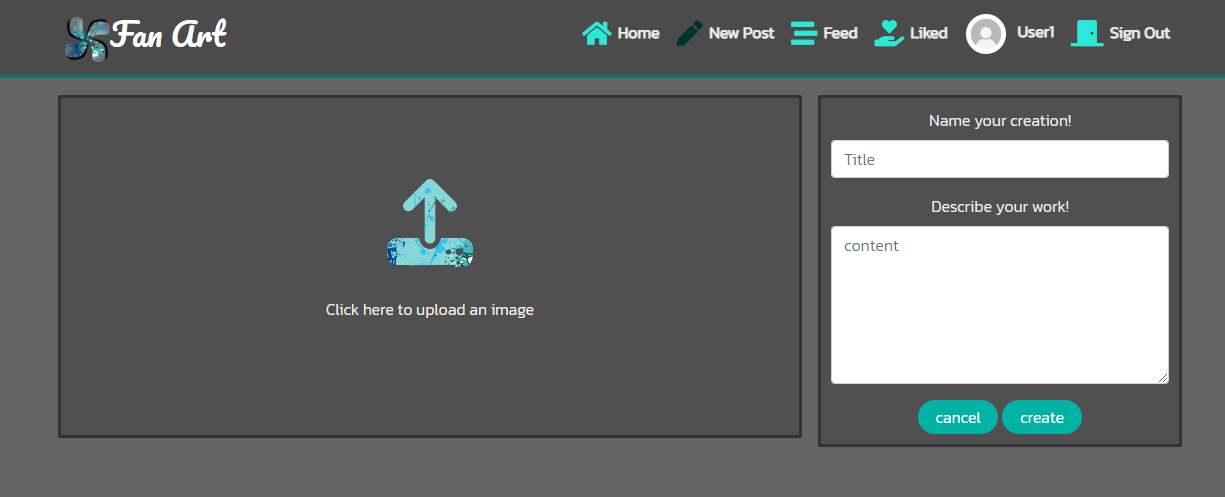 Fan Art
Home New Post Feed Liked User1 Sign Out
Click here to upload an image
Name your creation!
Title
Describe your work!
content
cancel create